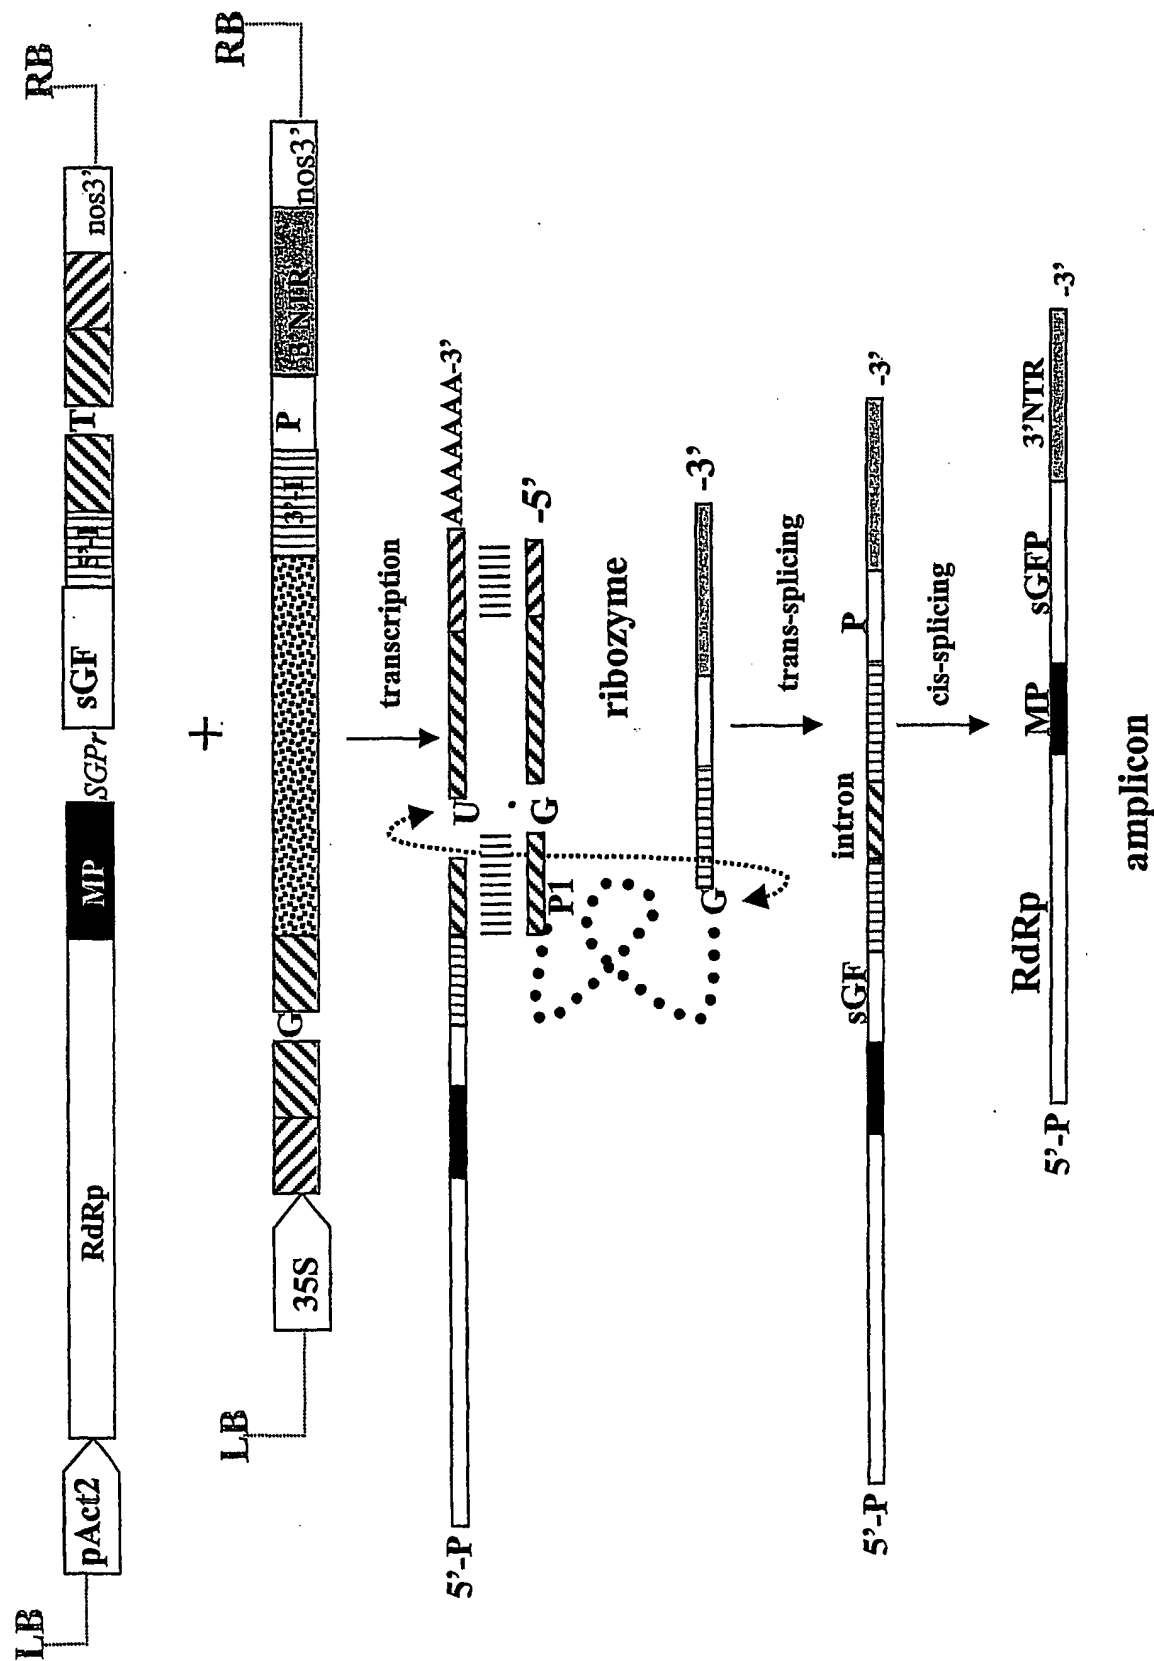 LB pAct2 RdRp MP SGPr sGF 5'-I T nos3' RB
+
LB 35S G 3'-I P 3'NTR nos3' RB
transcription
5'-P U AAAAAAA-3'
P1 G -5'
ribozyme
G -3'
trans-splicing
5'-P sGF intron P -3'
cis-splicing
5'-P RdRp MP sGFP 3'NTR -3'
amplicon